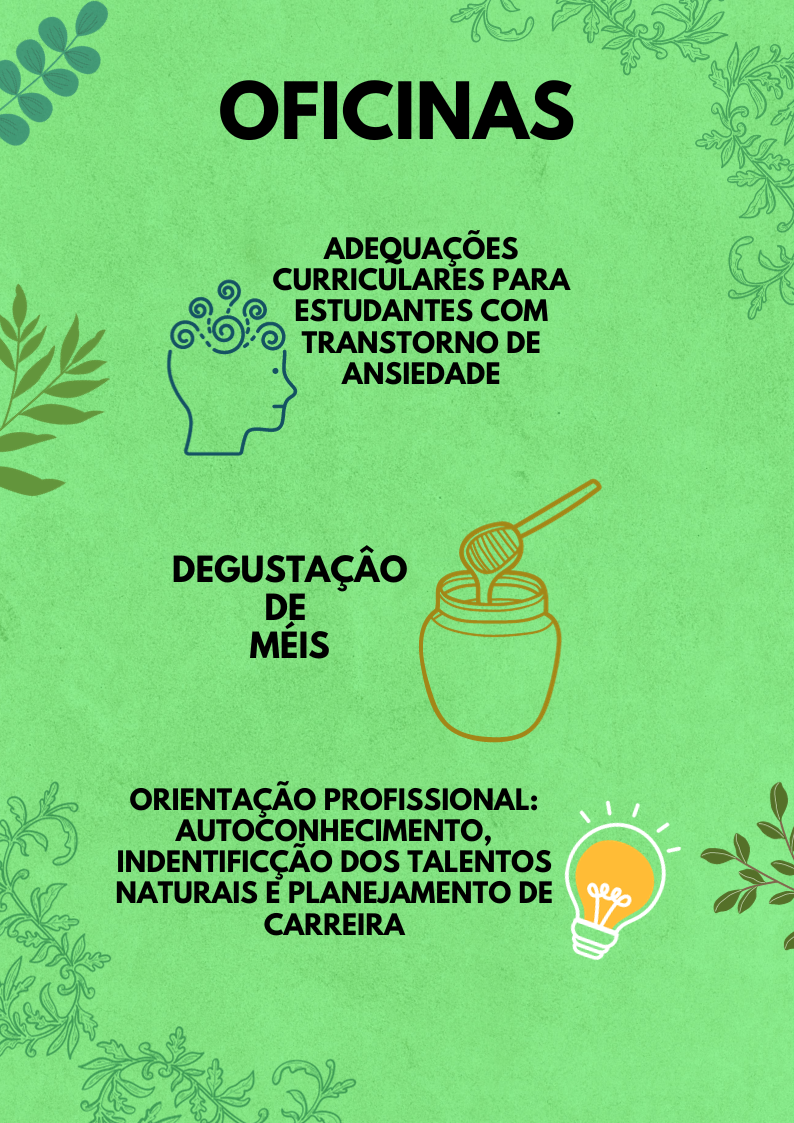 OFICINAS
ADEQUAÇÕES
CURRICULARES PARA
ESTUDANTES COM
TRANSTORNO DE
ANSIEDADE
DEGUSTAÇÂO
DE
MÉIS
ORIENTAÇÃO PROFISSIONAL:
AUTOCONHECIMENTO,
INDENTIFICÇÃO DOS TALENTOS
NATURAIS E PLANEJAMENTO DE
CARREIRA